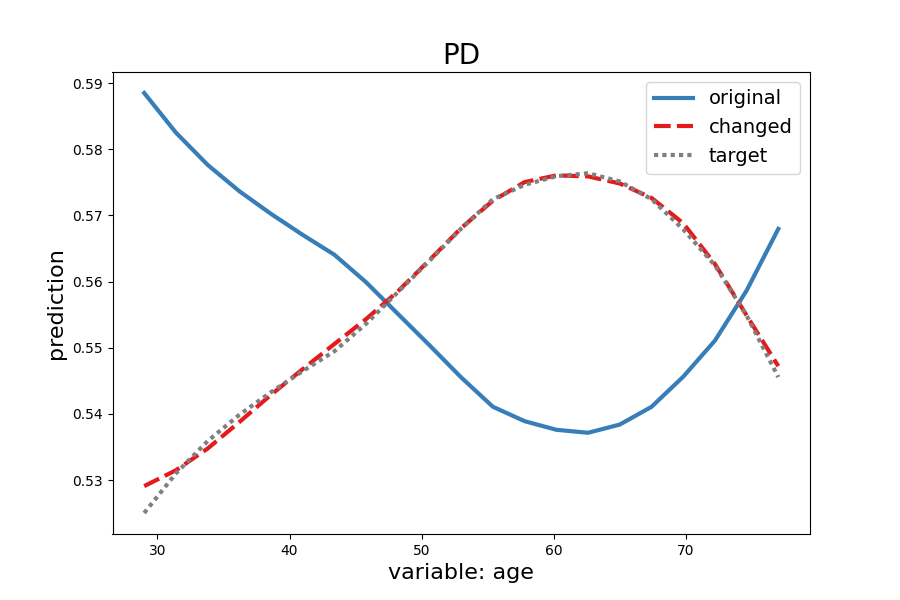 PD
0.59
0.58
0.57
0.56
0.55
0.54
0.53
prediction
original
changed
target
30 40 50 60 70
variable: age